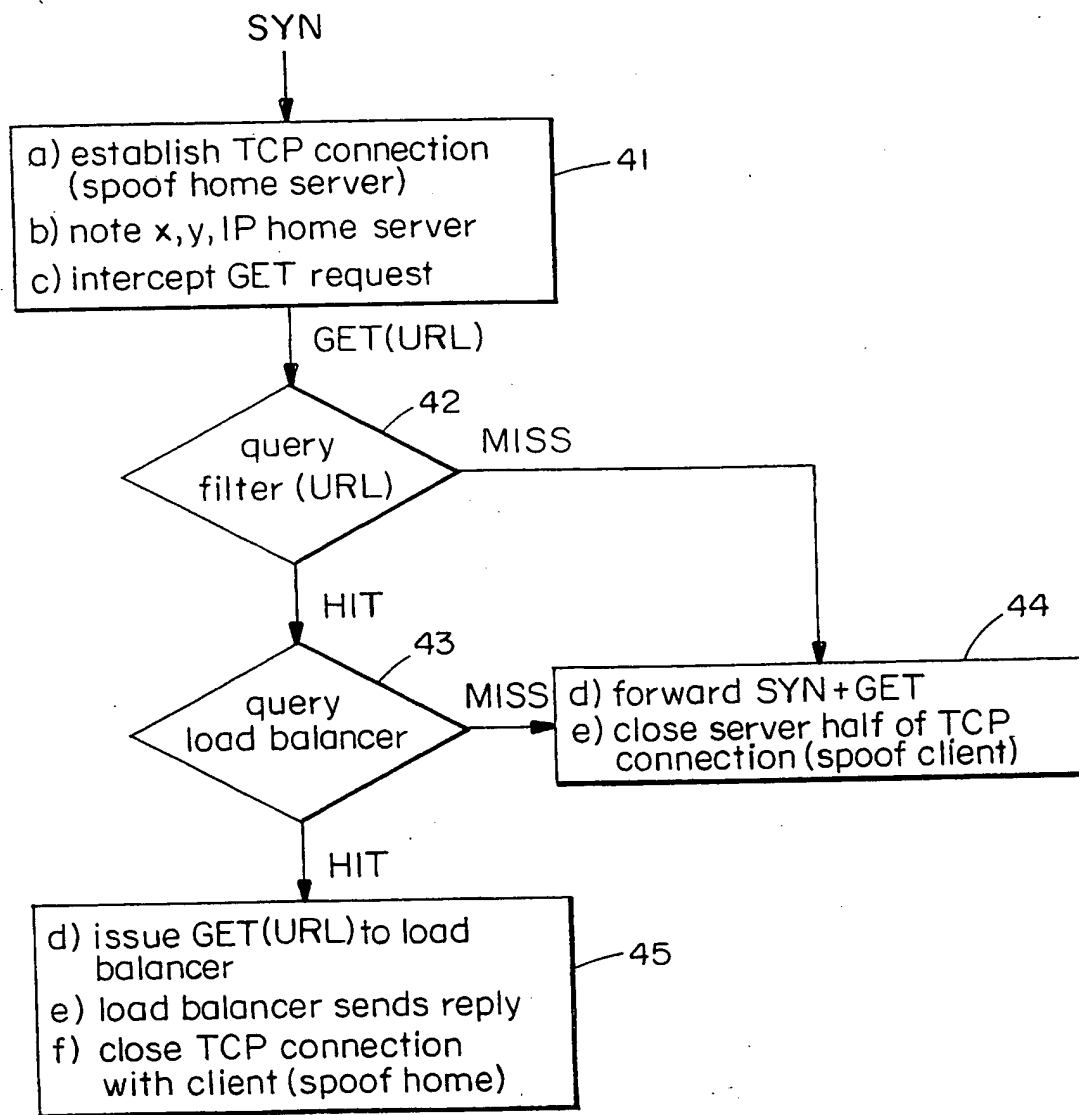 SYN
a) establish TCP connection
(spoof home server)
b) note x, y, IP home server
c) intercept GET request
41
GET(URL)
42
query
filter (URL)
MISS
HIT
43
query
load balancer
MISS
44
d) forward SYN+GET
e) close server half of TCP
connection (spoof client)
HIT
d) issue GET(URL) to load
balancer
e) load balancer sends reply
f) close TCP connection
with client (spoof home)
45